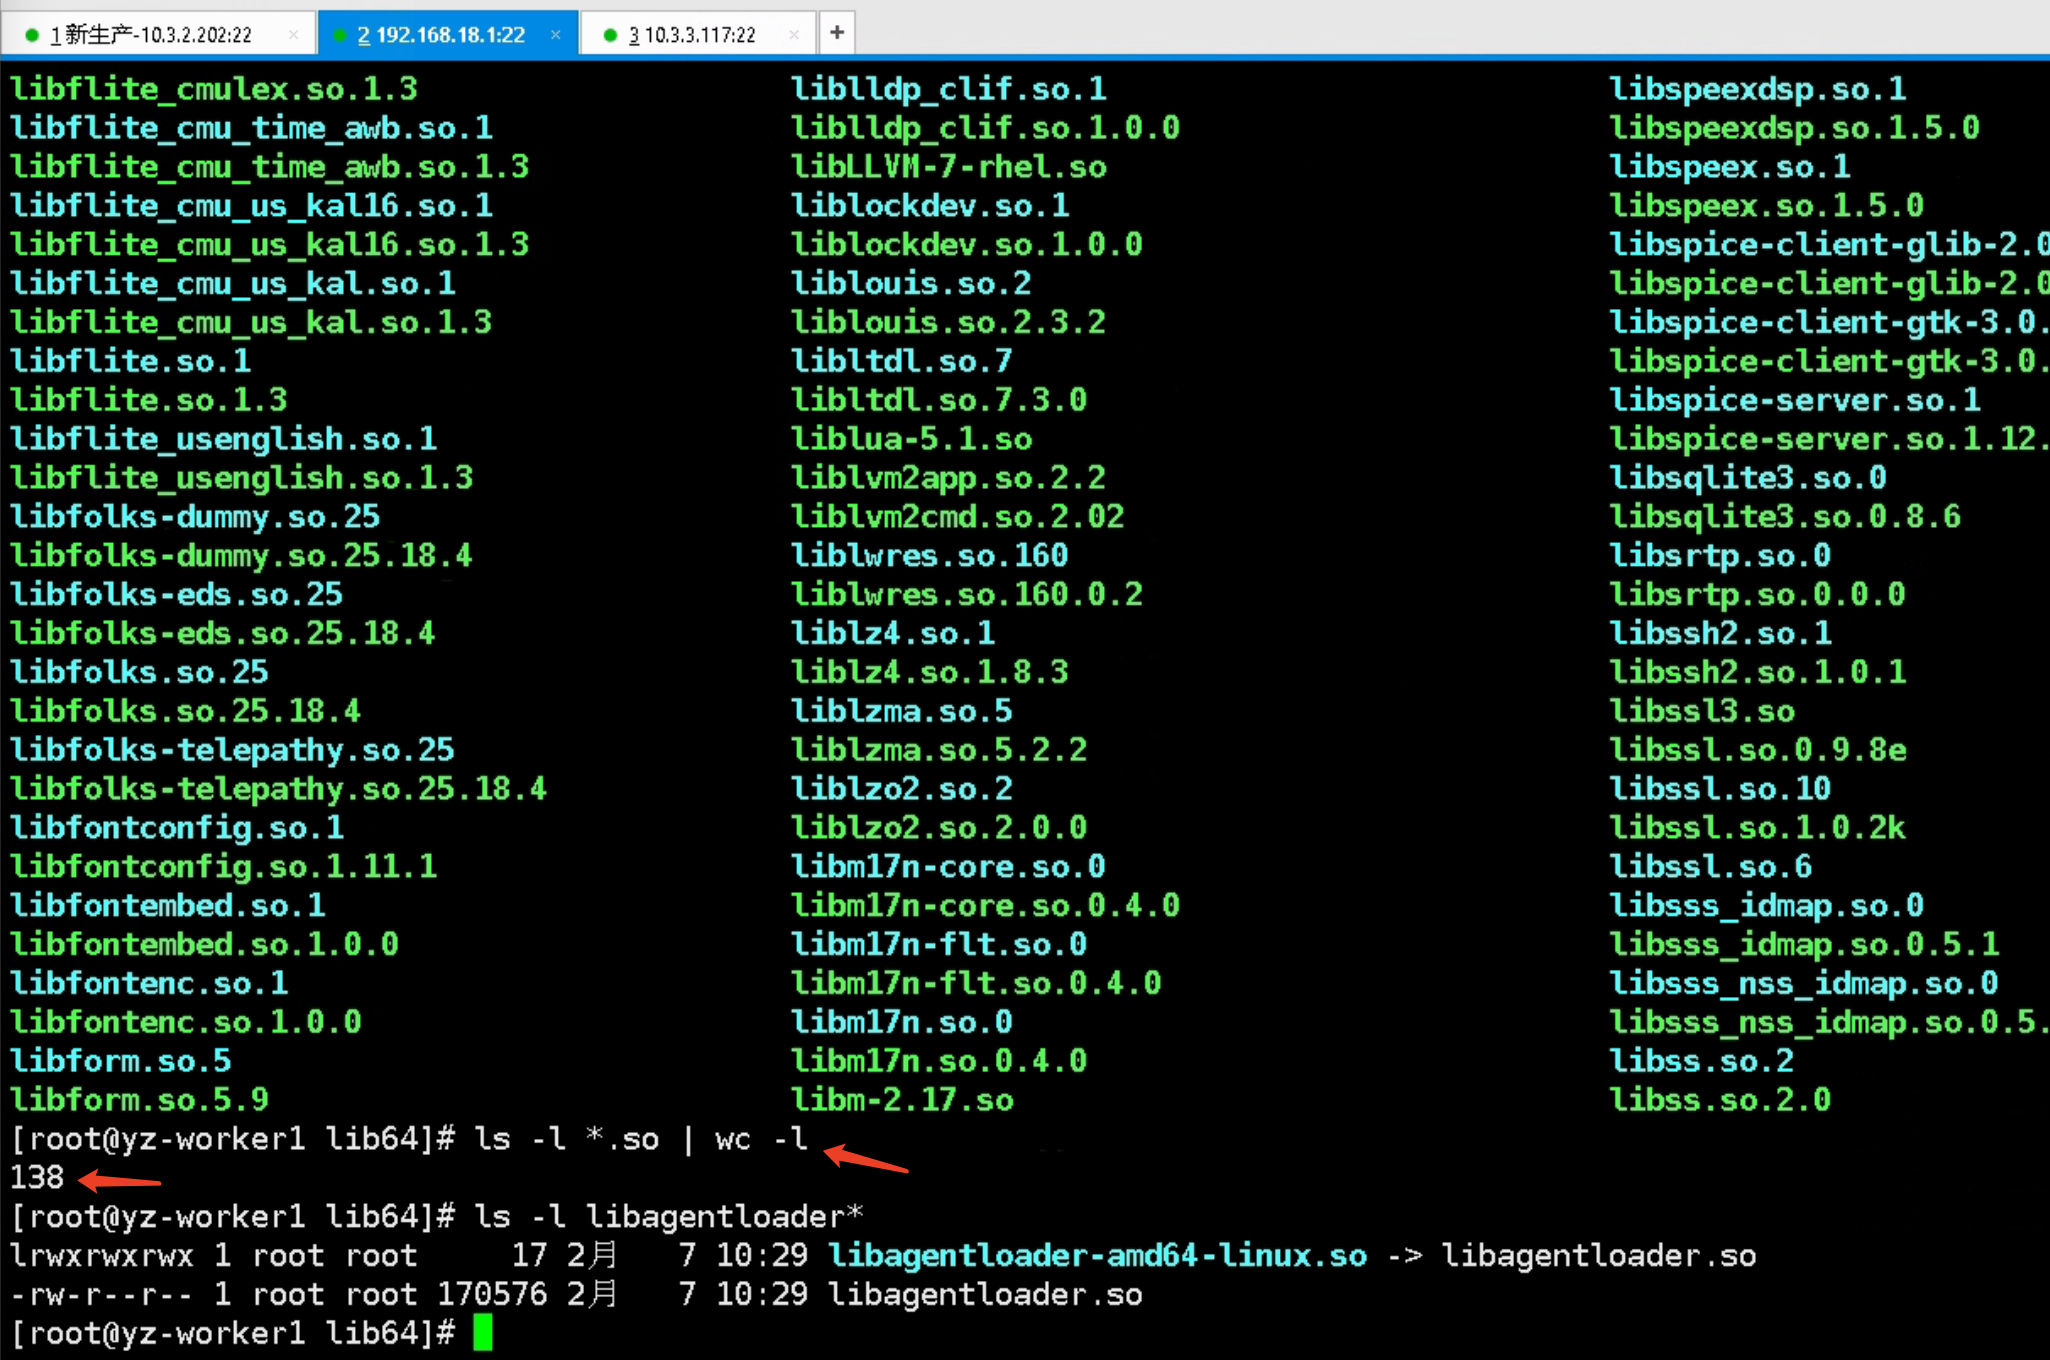 1 新生产-10.3.2.202:22 × 2 192.168.18.1:22 × 3 10.3.3.117:22 × +
libflite_cmulex.so.1.3 liblldp_clif.so.1 libspeexdsp.so.1
libflite_cmu_time_awb.so.1 liblldp_clif.so.1.0.0 libspeexdsp.so.1.5.0
libflite_cmu_time_awb.so.1.3 libLLVM-7-rhel.so libspeex.so.1
libflite_cmu_us_kal16.so.1 liblockdev.so.1 libspeex.so.1.5.0
libflite_cmu_us_kal16.so.1.3 liblockdev.so.1.0.0 libspice-client-glib-2.0
libflite_cmu_us_kal.so.1 liblouis.so.2 libspice-client-glib-2.0
libflite_cmu_us_kal.so.1.3 liblouis.so.2.3.2 libspice-client-gtk-3.0.
libflite.so.1 libltdl.so.7 libspice-client-gtk-3.0.
libflite.so.1.3 libltdl.so.7.3.0 libspice-server.so.1
libflite_usenglish.so.1 liblua-5.1.so libspice-server.so.1.12.
libflite_usenglish.so.1.3 liblvm2app.so.2.2 libsqlite3.so.0
libfolks-dummy.so.25 liblvm2cmd.so.2.02 libsqlite3.so.0.8.6
libfolks-dummy.so.25.18.4 liblwres.so.160 libsrtp.so.0
libfolks-eds.so.25 liblwres.so.160.0.2 libsrtp.so.0.0.0
libfolks-eds.so.25.18.4 liblz4.so.1 libssh2.so.1
libfolks.so.25 liblz4.so.1.8.3 libssh2.so.1.0.1
libfolks.so.25.18.4 liblzma.so.5 libssl3.so
libfolks-telepathy.so.25 liblzma.so.5.2.2 libssl.so.0.9.8e
libfolks-telepathy.so.25.18.4 liblzo2.so.2 libssl.so.10
libfontconfig.so.1 liblzo2.so.2.0.0 libssl.so.1.0.2k
libfontconfig.so.1.11.1 libm17n-core.so.0 libssl.so.6
libfontembed.so.1 libm17n-core.so.0.4.0 libsss_idmap.so.0
libfontembed.so.1.0.0 libm17n-flt.so.0 libsss_idmap.so.0.5.1
libfontenc.so.1 libm17n-flt.so.0.4.0 libsss_nss_idmap.so.0
libfontenc.so.1.0.0 libm17n.so.0 libsss_nss_idmap.so.0.5.
libform.so.5 libm17n.so.0.4.0 libss.so.2
libform.so.5.9 libm-2.17.so libss.so.2.0
[root@yz-worker1 lib64]# ls -l *.so | wc -l
138
[root@yz-worker1 lib64]# ls -l libagentloader*
lrwxrwxrwx 1 root root 17 2月 7 10:29 libagentloader-amd64-linux.so -> libagentloader.so
-rw-r--r-- 1 root root 170576 2月 7 10:29 libagentloader.so
[root@yz-worker1 lib64]#